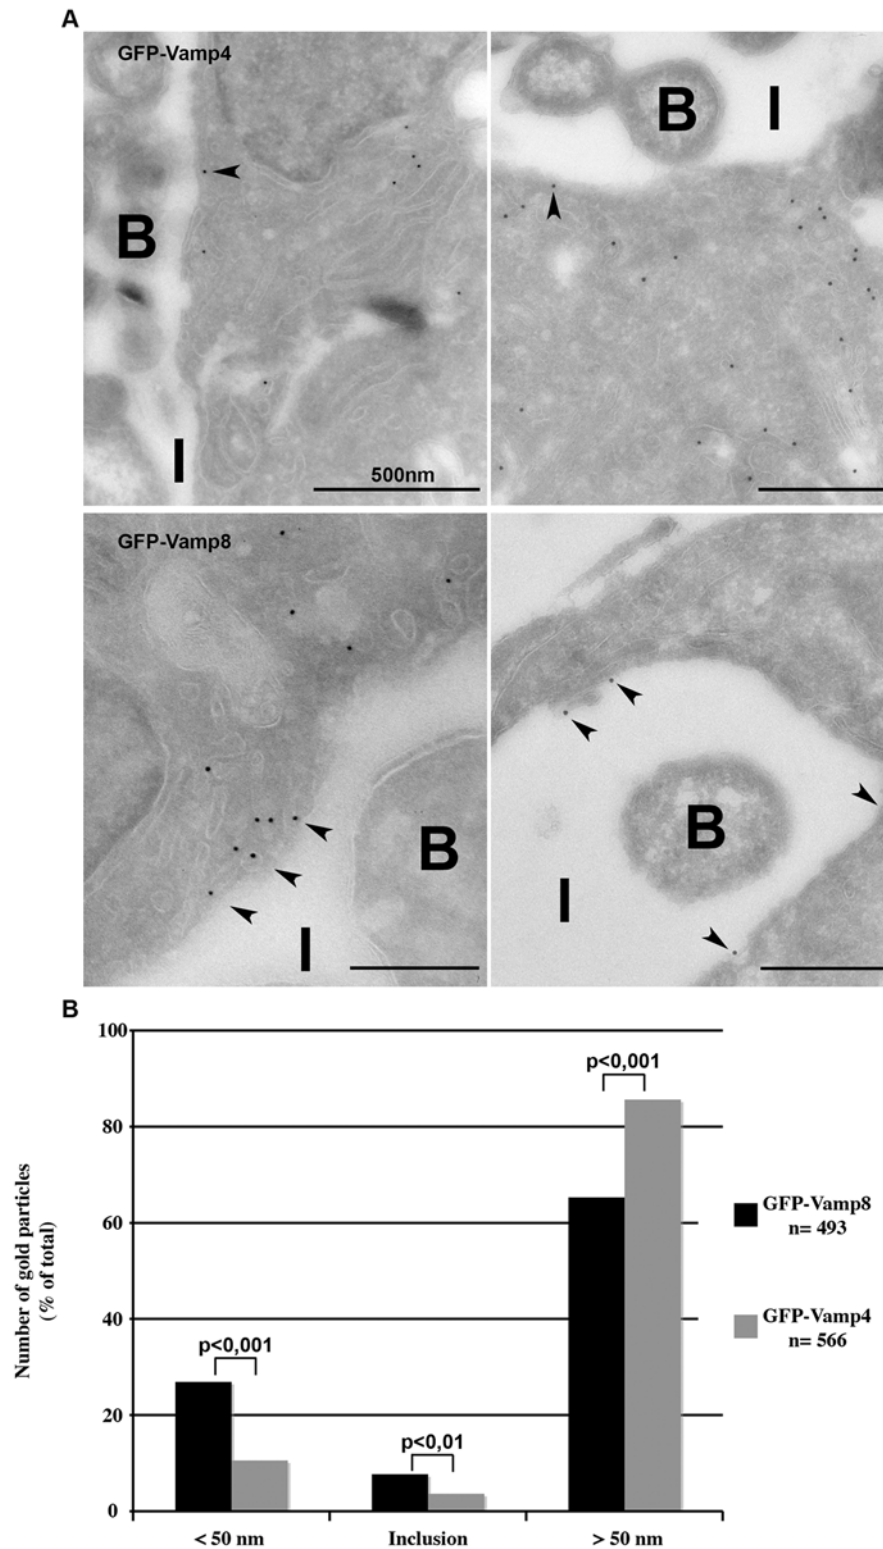 A
GFP-Vamp4
B
I
500nm
B
I
GFP-Vamp8
B
I
B
I
B
100
80
60
40
20
0
Number of gold particles
(% of total)
p<0,001
p<0,01
p<0,001
< 50 nm
Inclusion
> 50 nm
GFP-Vamp8
n= 493
GFP-Vamp4
n= 566